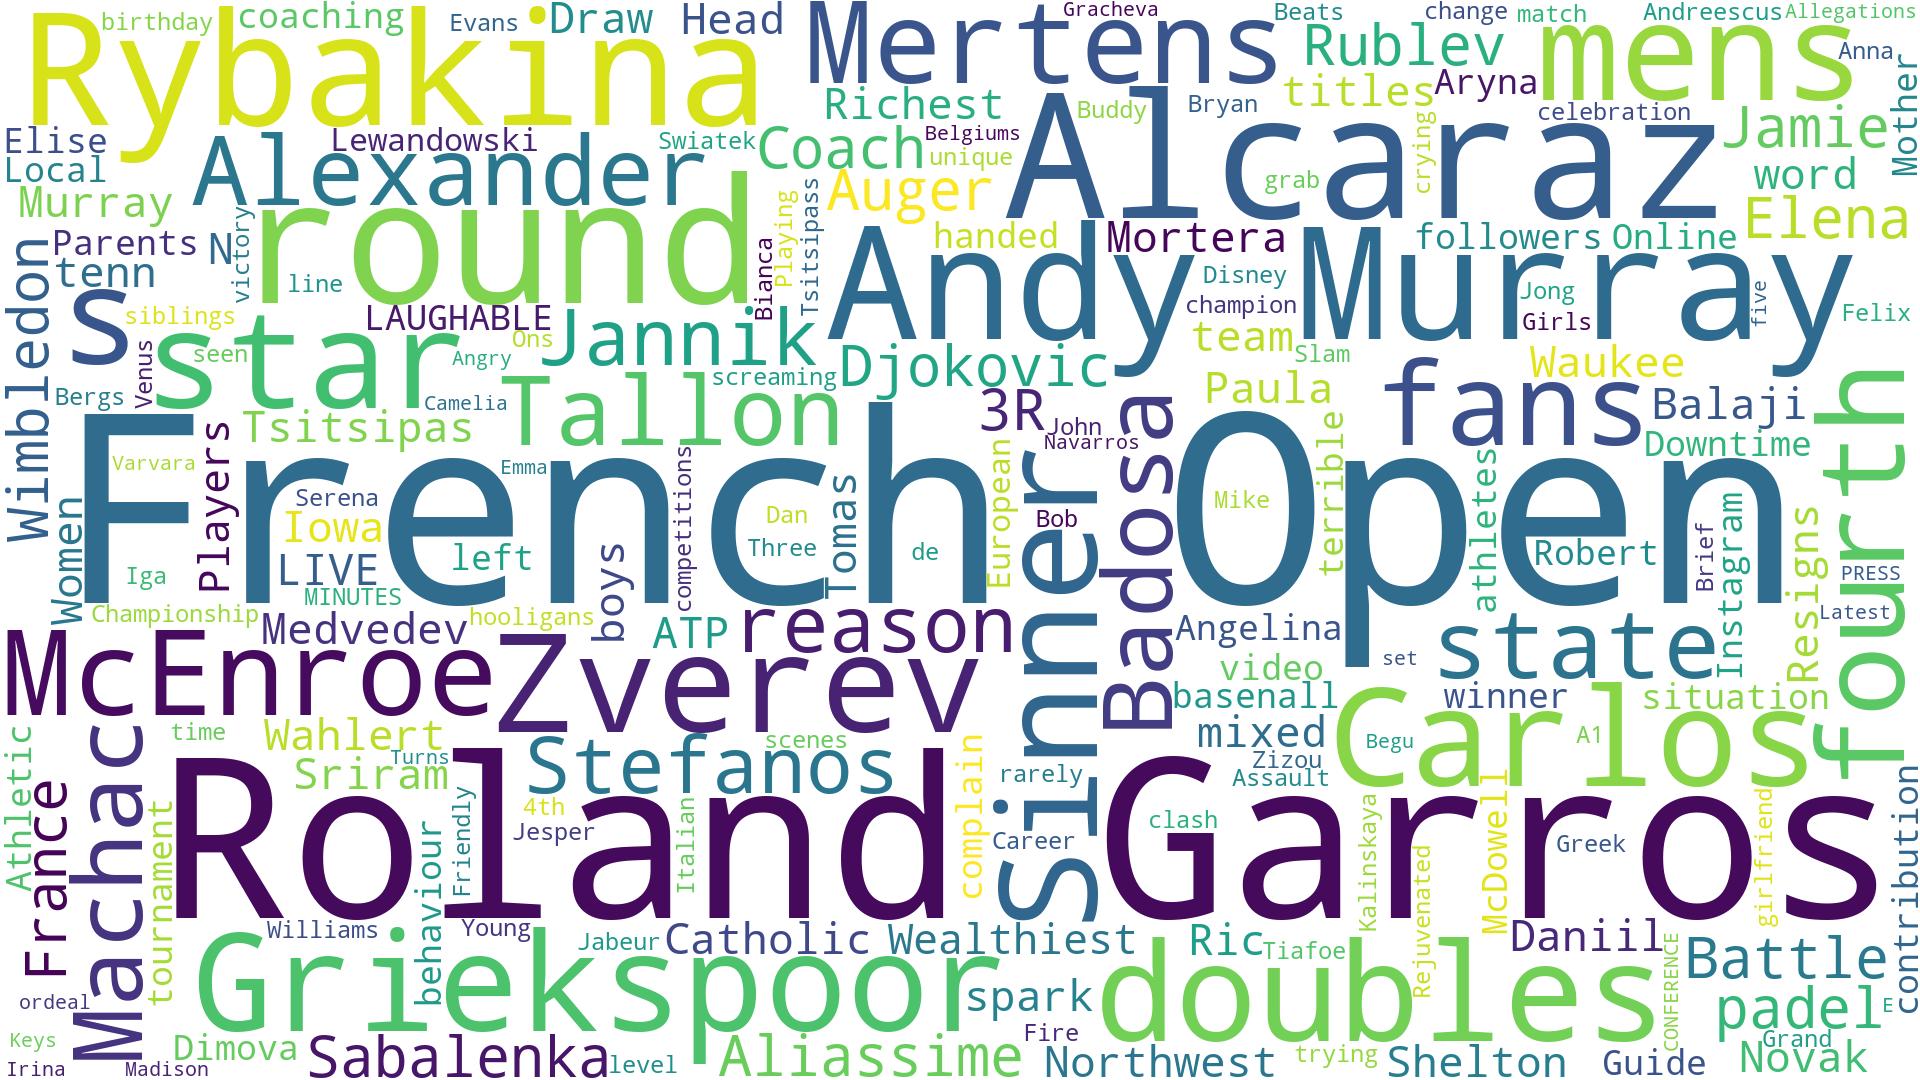 birthday
coaching
Evans
Draw
Head
Mertens
Gracheva
Beats
change
match
Andreescus
Allegations
Rybakina
Rublev
mens
Anna
Mother
Richest
Buddy
Bryan
titles
Aryna
celebration
Jamie
Elise
Lewandowski
Swiatek
Coach
Belgiums
unique
Alcaraz
crying
Local
Alexander
Auger
grab
word
Murray
Playing
Tsitsipass
Elena
Parents
N
victory
round
Bianca
handed
Mortera
followers
Online
Wimbledon
tenn
line
Andy
Murray
Disney
Jong
five
s
siblings
LAUGHABLE
Jannik
champion
Girls
Felix
star
seen
Ons
Angry
Djokovic
team
Slam
Waukee
Venus
Bergs
Camelia
screaming
Paula
fans
Balaji
Tsitsipas
Tallon
3R
John
Navarros
Badosa
Downtime
fourth
French
Open
Varvara
Players
Emma
competitions
Tomas
European
terrible
athletes
Serena
Iowa
Dan
Mike
Instagram
Women
LIVE
left
Three
de
Bob
Sinner
Robert
Brief
Resigns
Iga
MINUTES
boys
PRESS
Championship
Medvedev
hooligans
ATP
reason
Angelina
state
Latest
McEnroe
Zverev
video
set
basenall
winner
situation
Machac
time
Wahlert
Turns
Stefanos
scenes
mixed
Carlos
Begu
A1
Athletic
France
Sriram
complain
rarely
Zizou
Assault
McDowell
girlfriend
contribution
tournament
Roland
Garros
4th
Jesper
Friendly
behaviour
Italian
Career
clash
Kalinskaya
Rejuvenated
Greek
Williams
Young
Jabeur
Catholic
Wealthiest
Ric
Tiafoe
Daniil
CONFERENCE
Battle
Griekspoor
doubles
spark
padel
E
ordeal
Keys
Dimova
Fire
Grand
Irina
Madison
Sabalenka
level
Aliassime
Northwest
trying
Shelton
Guide
Novak